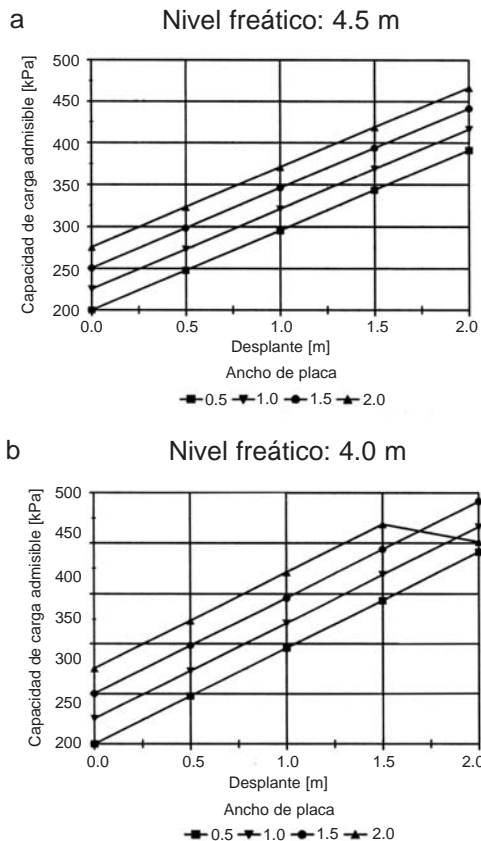 a
Nivel freático: 4.5 m
Capacidad de carga admisible [kPa]
500
450
400
350
300
250
200
0.0 0.5 1.0 1.5 2.0
Desplante [m]
Ancho de placa
0.5 1.0 1.5 2.0
b
Nivel freático: 4.0 m
Capacidad de carga admisible [kPa]
500
450
400
350
300
250
200
0.0 0.5 1.0 1.5 2.0
Desplante [m]
Ancho de placa
0.5 1.0 1.5 2.0